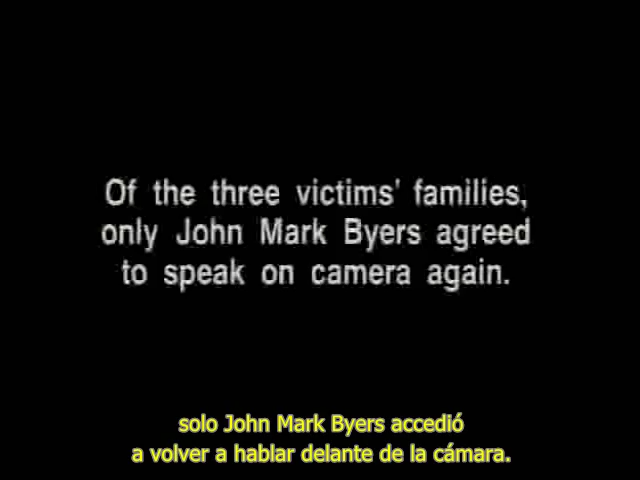 Of the three victims' families,
only John Mark Byers agreed
to speak on camera again.
solo John Mark Byers accedió
a volver a hablar delante de la cámara.